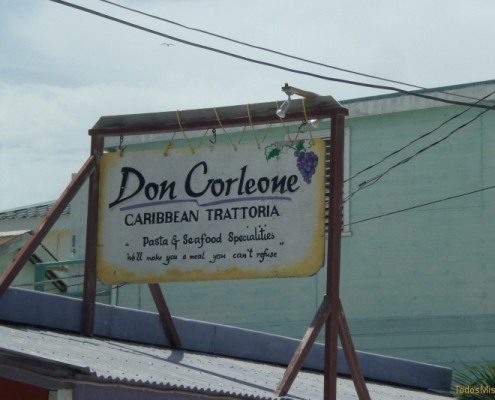 Don Corleone
CARIBBEAN TRATTORIA
" Pasta & Seafood Specialities
We'll make you a meal you can't refuse "